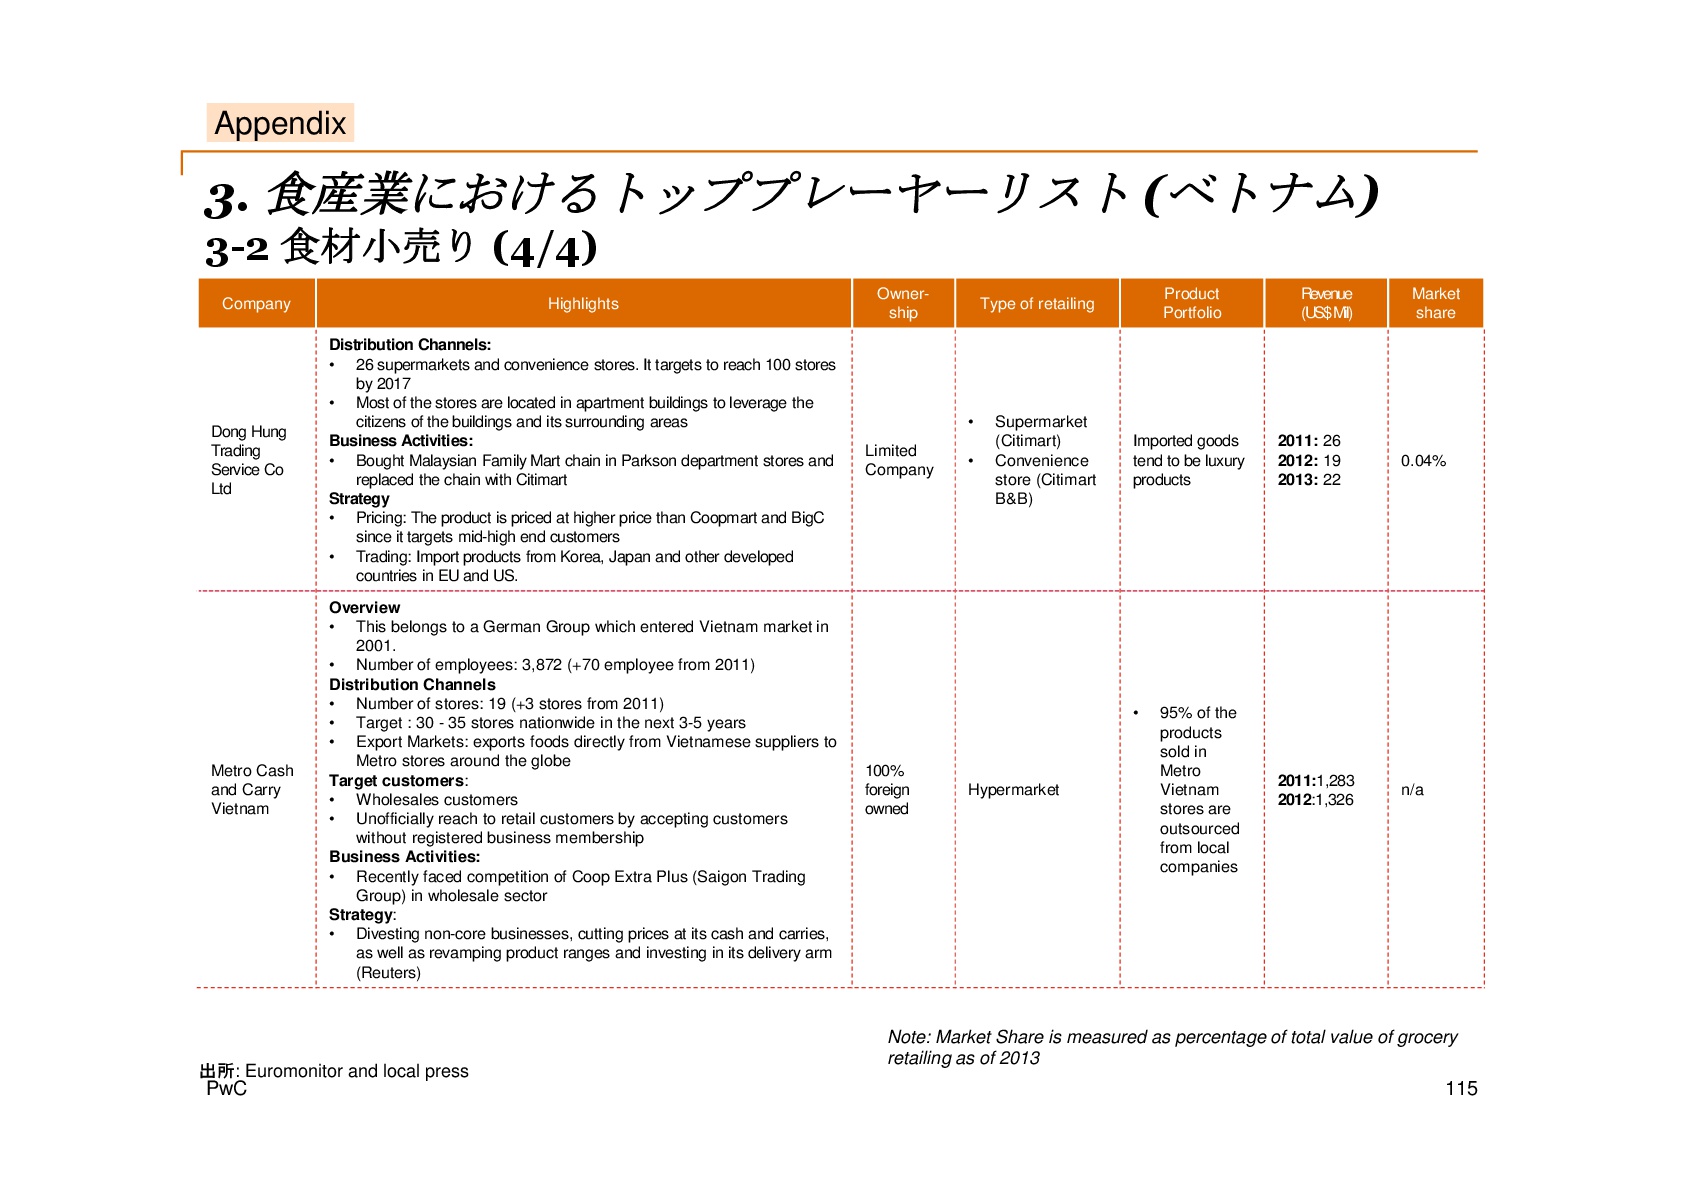 Appendix
3. 食産業におけるトッププレーヤーリスト(ベトナム)
3-2 食材小売り (4/4)
Company
Highlights
Owner-
ship
Type of retailing
Product
Portfolio
Revenue
(US$ Mil)
Market
share
Dong Hung
Trading
Service Co
Ltd
Distribution Channels:
• 26 supermarkets and convenience stores. It targets to reach 100 stores
by 2017
• Most of the stores are located in apartment buildings to leverage the
citizens of the buildings and its surrounding areas
Business Activities:
• Bought Malaysian Family Mart chain in Parkson department stores and
replaced the chain with Citimart
Strategy
• Pricing: The product is priced at higher price than Coopmart and BigC
since it targets mid-high end customers
• Trading: Import products from Korea, Japan and other developed
countries in EU and US.
Limited
Company
• Supermarket
(Citimart)
• Convenience
store (Citimart
B&B)
Imported goods
tend to be luxury
products
2011: 26
2012: 19
2013: 22
0.04%
Metro Cash
and Carry
Vietnam
Overview
• This belongs to a German Group which entered Vietnam market in
2001.
• Number of employees: 3,872 (+70 employee from 2011)
Distribution Channels
• Number of stores: 19 (+3 stores from 2011)
• Target : 30 - 35 stores nationwide in the next 3-5 years
• Export Markets: exports foods directly from Vietnamese suppliers to
Metro stores around the globe
Target customers:
• Wholesales customers
• Unofficially reach to retail customers by accepting customers
without registered business membership
Business Activities:
• Recently faced competition of Coop Extra Plus (Saigon Trading
Group) in wholesale sector
Strategy:
• Divesting non-core businesses, cutting prices at its cash and carries,
as well as revamping product ranges and investing in its delivery arm
(Reuters)
100%
foreign
owned
Hypermarket
• 95% of the
products
sold in
Metro
Vietnam
stores are
outsourced
from local
companies
2011:1,283
2012:1,326
n/a
Note: Market Share is measured as percentage of total value of grocery
retailing as of 2013
出所: Euromonitor and local press
PwC
115